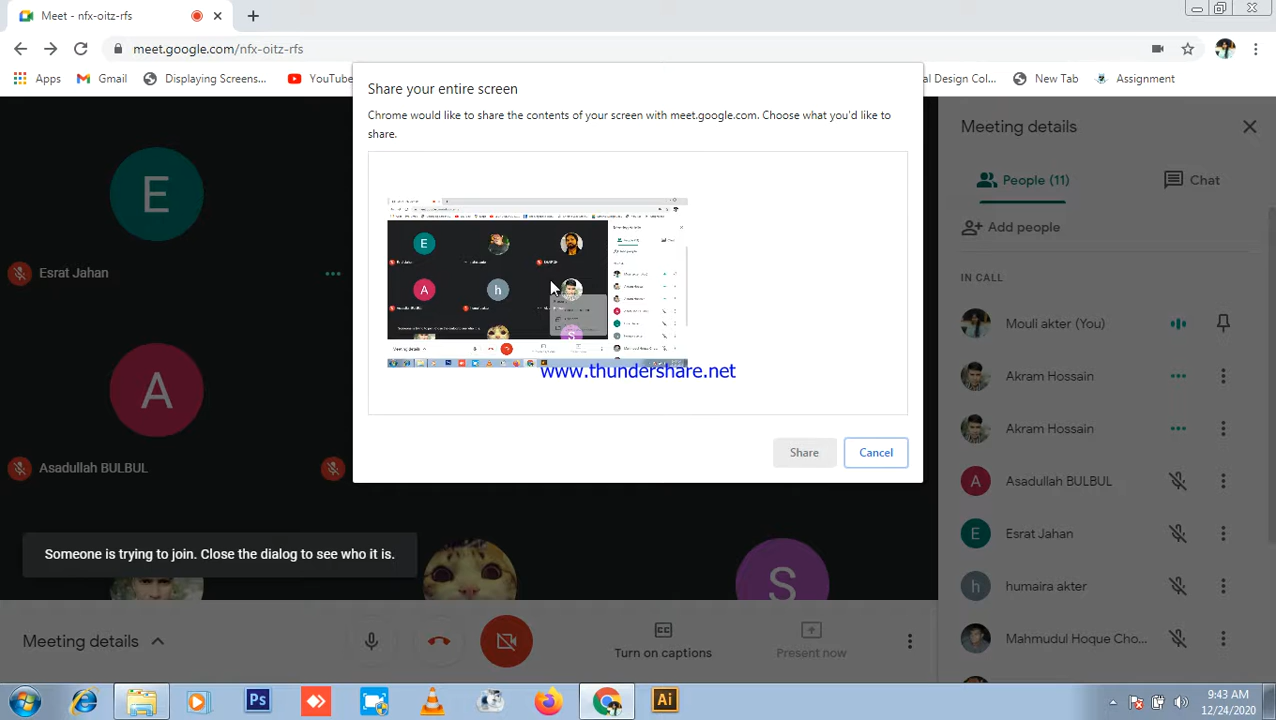 Meet - nfx-oitz-rfs
meet.google.com/nfx-oitz-rfs
Apps Gmail Displaying Screens... YouTube al Design Col... New Tab Assignment
Share your entire screen
Chrome would like to share the contents of your screen with meet.google.com. Choose what you'd like to
share.
www.thundershare.net
Share Cancel
E
Esrat Jahan
A
Asadullah BULBUL
S
Someone is trying to join. Close the dialog to see who it is.
Meeting details
Turn on captions
Present now
Meeting details
People (11) Chat
Add people
IN CALL
Mouli akter (You)
Akram Hossain
Akram Hossain
A Asadullah BULBUL
E Esrat Jahan
h humaira akter
Mahmudul Hoque Cho...
Ps Ai
9:43 AM
12/24/2020